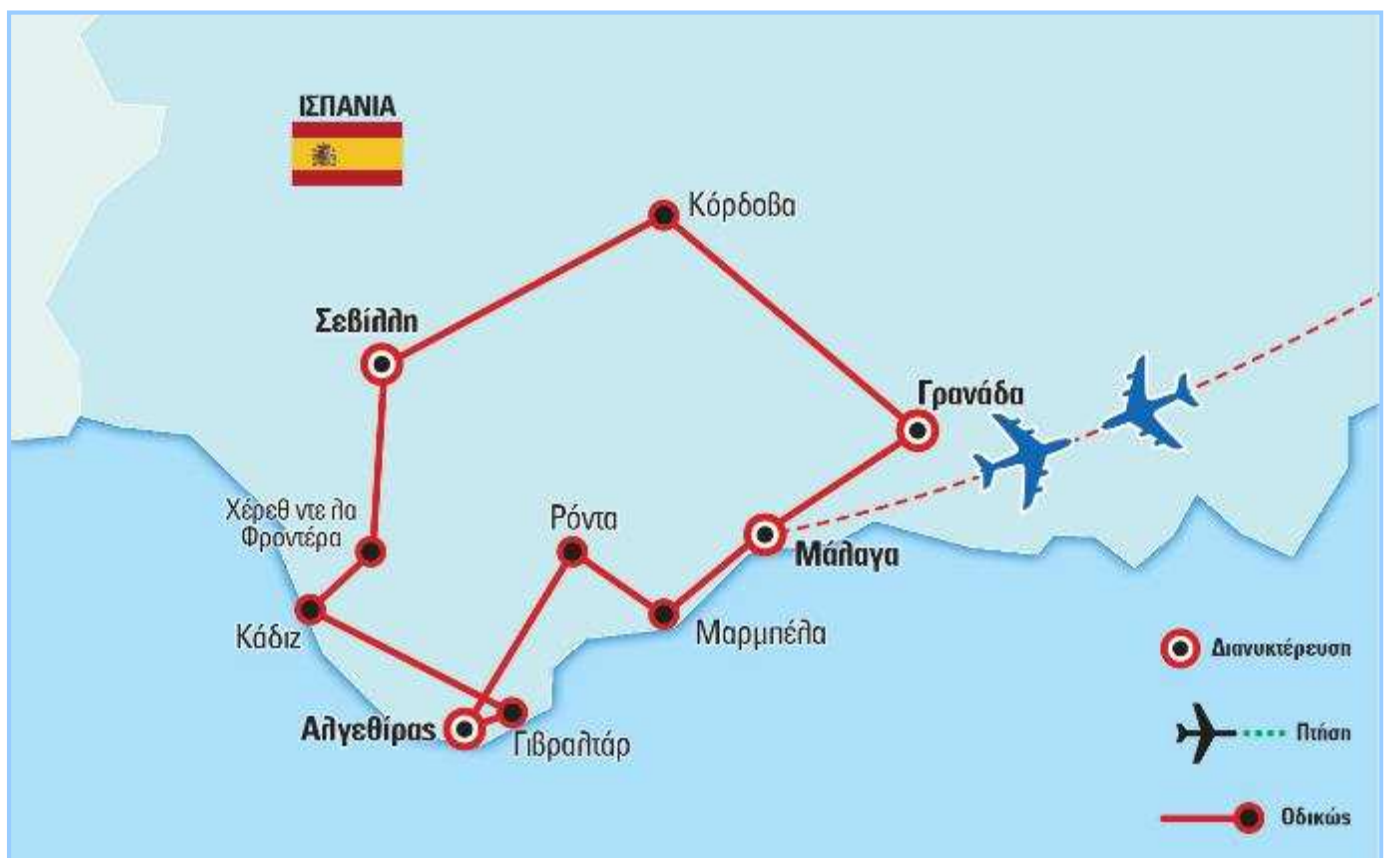 ΙΣΠΑΝΙΑ
Κόρδοβα
Σεβίλλη
Γρανάδα
Χέρεθ ντε λα
Φροντέρα
Ρόντα
Μάλαγα
Κάδιζ
Μαρμπέλα
Αλγεθίρας
Γιβραλτάρ
Διανυκτέρευση
Πτήση
Οδικώς